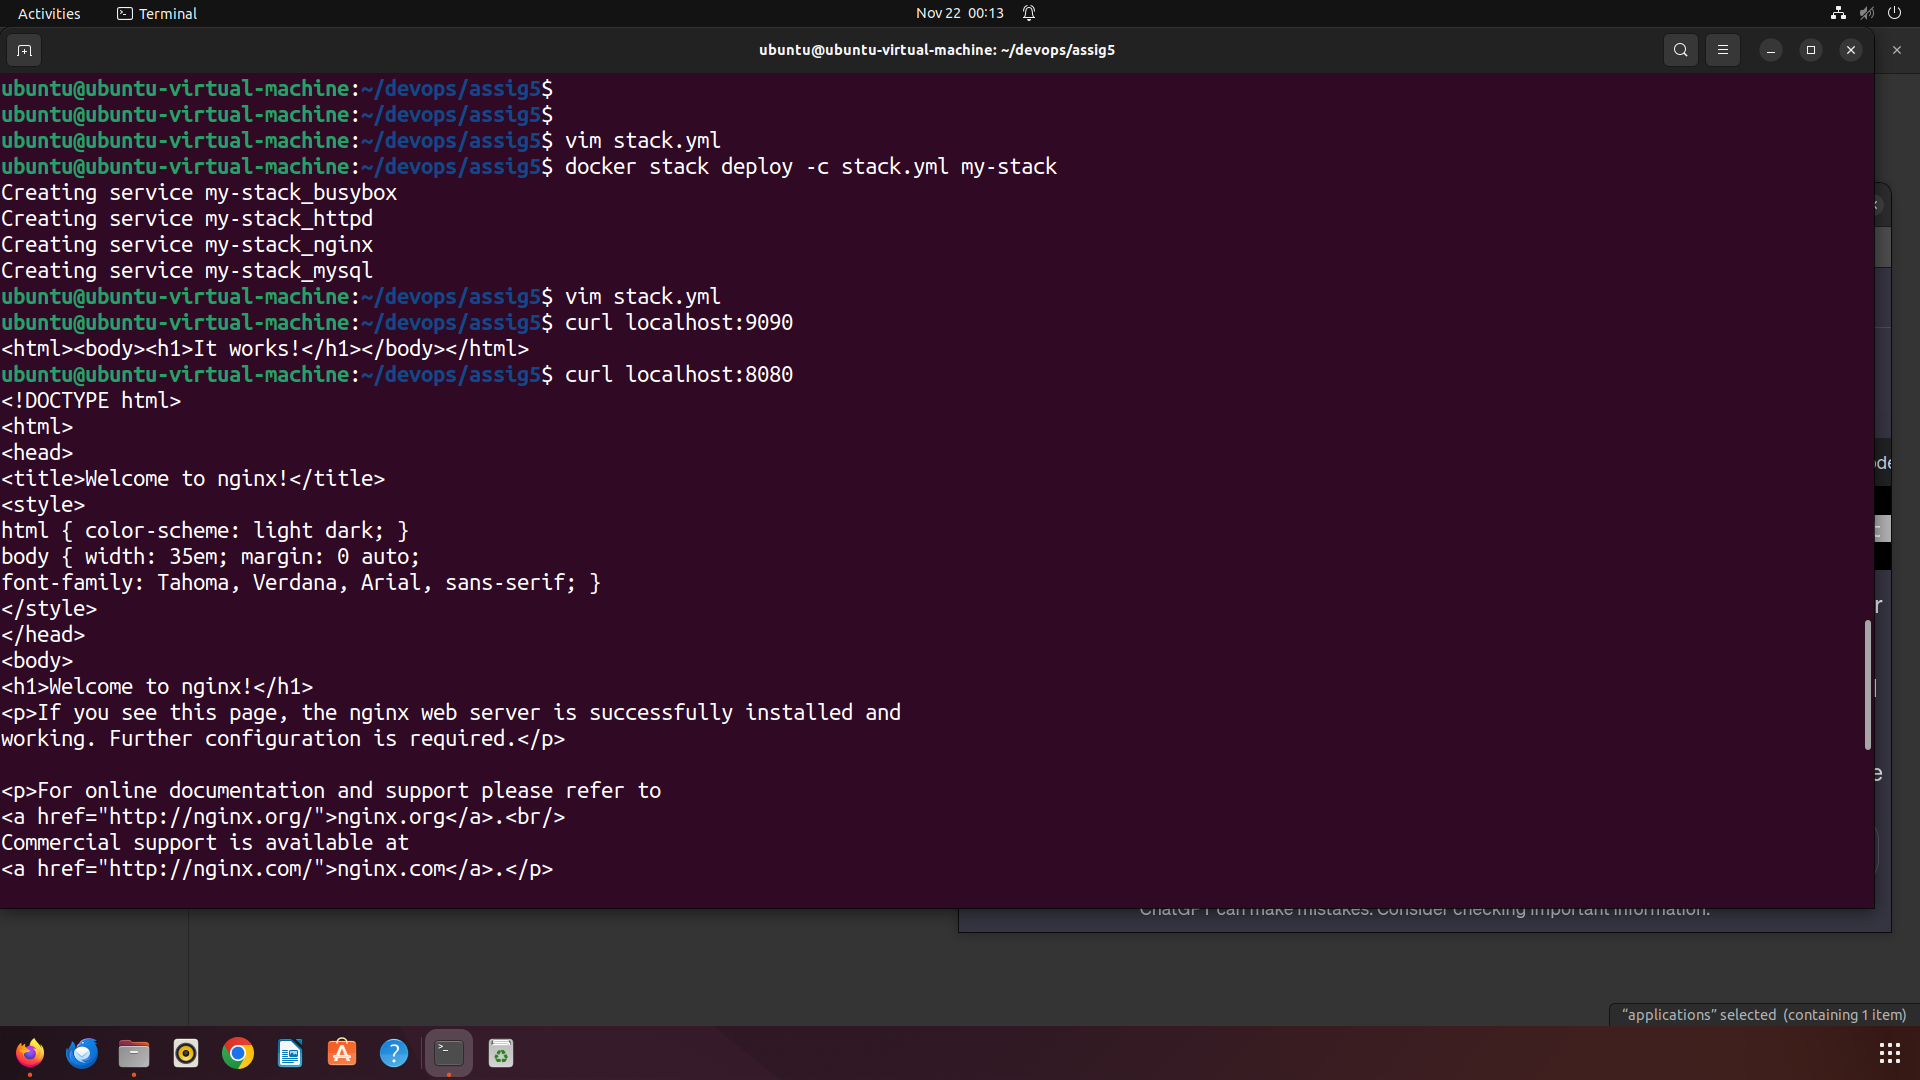 Activities
Terminal
Nov 22 00:13
ubuntu@ubuntu-virtual-machine: ~/devops/assig5
ubuntu@ubuntu-virtual-machine:~/devops/assig5$
ubuntu@ubuntu-virtual-machine:~/devops/assig5$
ubuntu@ubuntu-virtual-machine:~/devops/assig5$ vim stack.yml
ubuntu@ubuntu-virtual-machine:~/devops/assig5$ docker stack deploy -c stack.yml my-stack
Creating service my-stack_busybox
Creating service my-stack_httpd
Creating service my-stack_nginx
Creating service my-stack_mysql
ubuntu@ubuntu-virtual-machine:~/devops/assig5$ vim stack.yml
ubuntu@ubuntu-virtual-machine:~/devops/assig5$ curl localhost:9090
<html><body><h1>It works!</h1></body></html>
ubuntu@ubuntu-virtual-machine:~/devops/assig5$ curl localhost:8080
<!DOCTYPE html>
<html>
<head>
<title>Welcome to nginx!</title>
<style>
html { color-scheme: light dark; }
body { width: 35em; margin: 0 auto;
font-family: Tahoma, Verdana, Arial, sans-serif; }
</style>
</head>
<body>
<h1>Welcome to nginx!</h1>
<p>If you see this page, the nginx web server is successfully installed and
working. Further configuration is required.</p>
<p>For online documentation and support please refer to
<a href="http://nginx.org/">nginx.org</a>.<br/>
Commercial support is available at
<a href="http://nginx.com/">nginx.com</a>.</p>
ChatGPT can make mistakes. Consider checking important information.
"applications" selected (containing 1 item)